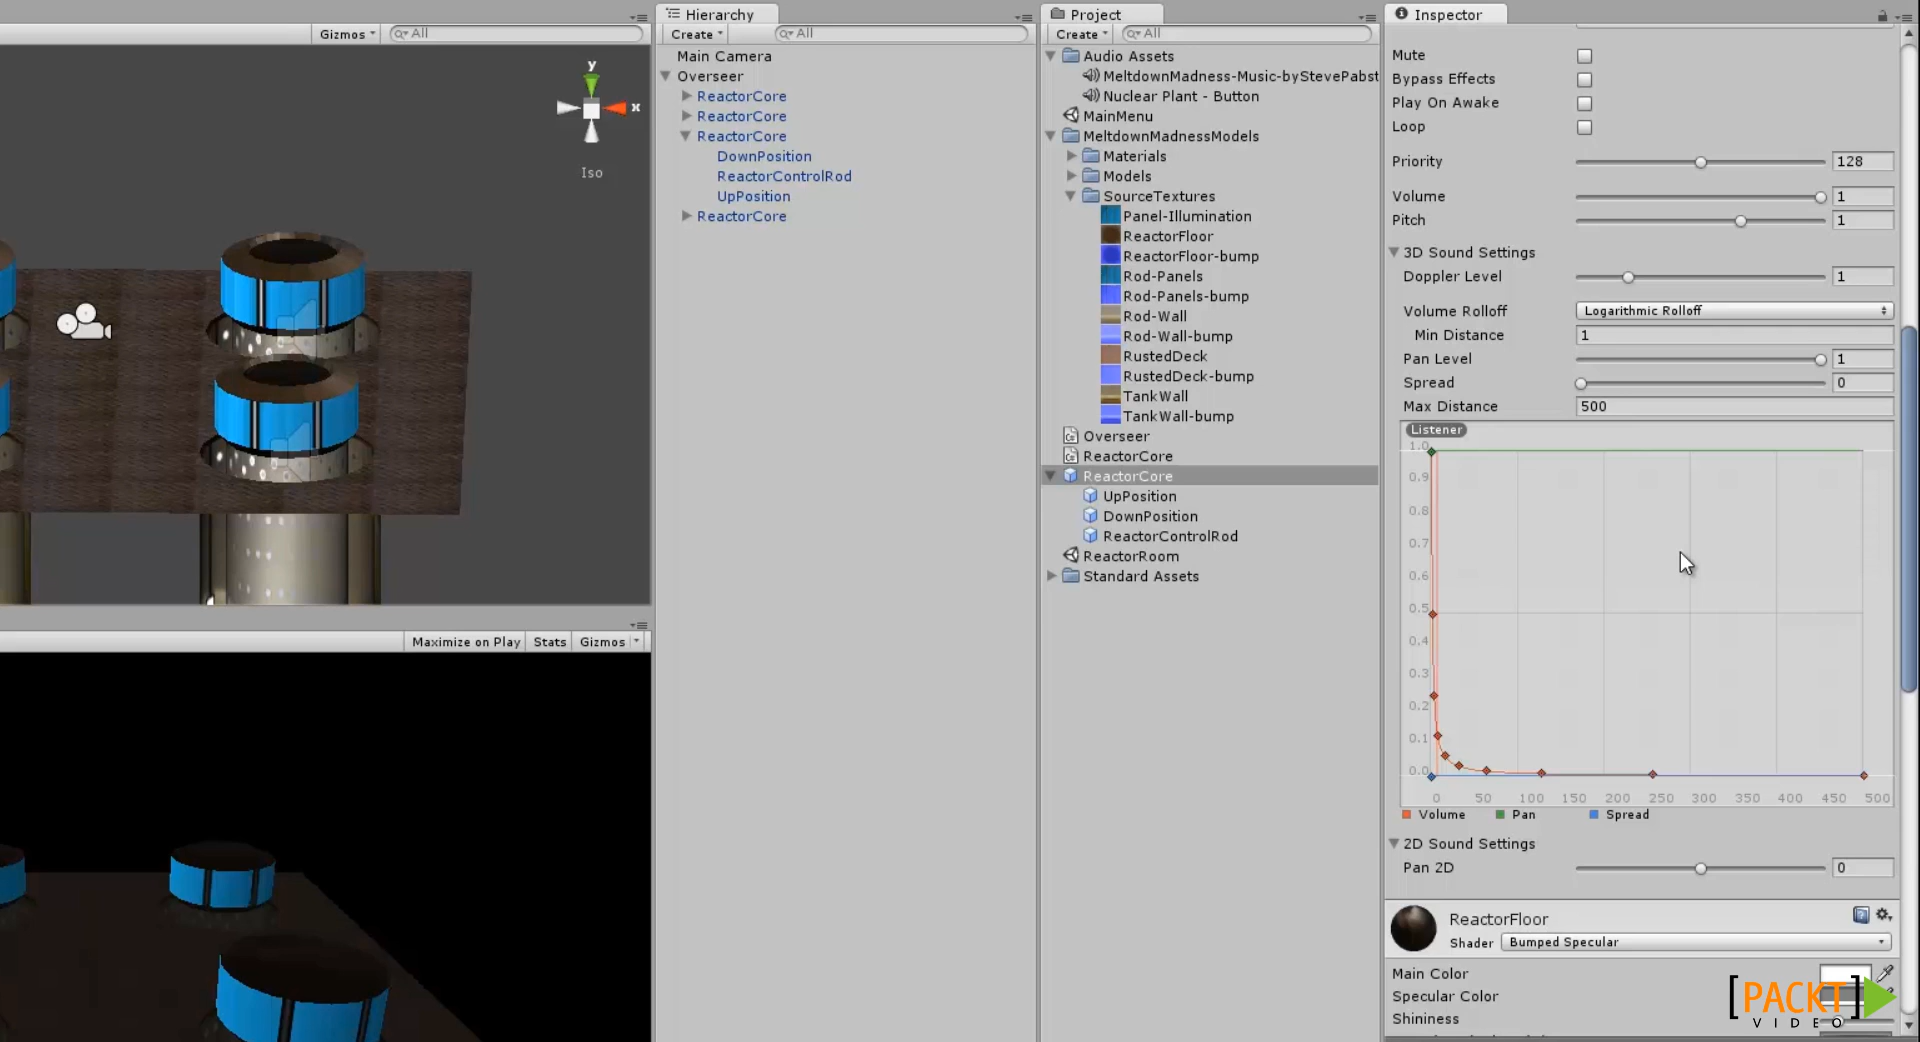 Gizmos
All
y
x
Iso
Maximize on Play
Stats
Gizmos
Hierarchy
Create
All
Main Camera
Overseer
ReactorCore
ReactorCore
ReactorCore
DownPosition
ReactorControlRod
UpPosition
ReactorCore
Project
Create
All
Audio Assets
MeltdownMadness-Music-byStevePabst
Nuclear Plant - Button
MainMenu
MeltdownMadnessModels
Materials
Models
SourceTextures
Panel-Illumination
ReactorFloor
ReactorFloor-bump
Rod-Panels
Rod-Panels-bump
Rod-Wall
Rod-Wall-bump
RustedDeck
RustedDeck-bump
TankWall
TankWall-bump
Overseer
ReactorCore
ReactorCore
UpPosition
DownPosition
ReactorControlRod
ReactorRoom
Standard Assets
Inspector
Mute
Bypass Effects
Play On Awake
Loop
Priority 128
Volume 1
Pitch 1
3D Sound Settings
Doppler Level 1
Volume Rolloff Logarithmic Rolloff
Min Distance 1
Pan Level 1
Spread 0
Max Distance 500
Listener
1.0
0.9
0.8
0.7
0.6
0.5
0.4
0.3
0.2
0.1
0.0
0 50 100 150 200 250 300 350 400 450 500
Volume Pan Spread
2D Sound Settings
Pan 2D 0
ReactorFloor
Shader Bumped Specular
Main Color
Specular Color
Shininess
[PACKT]
VIDEO